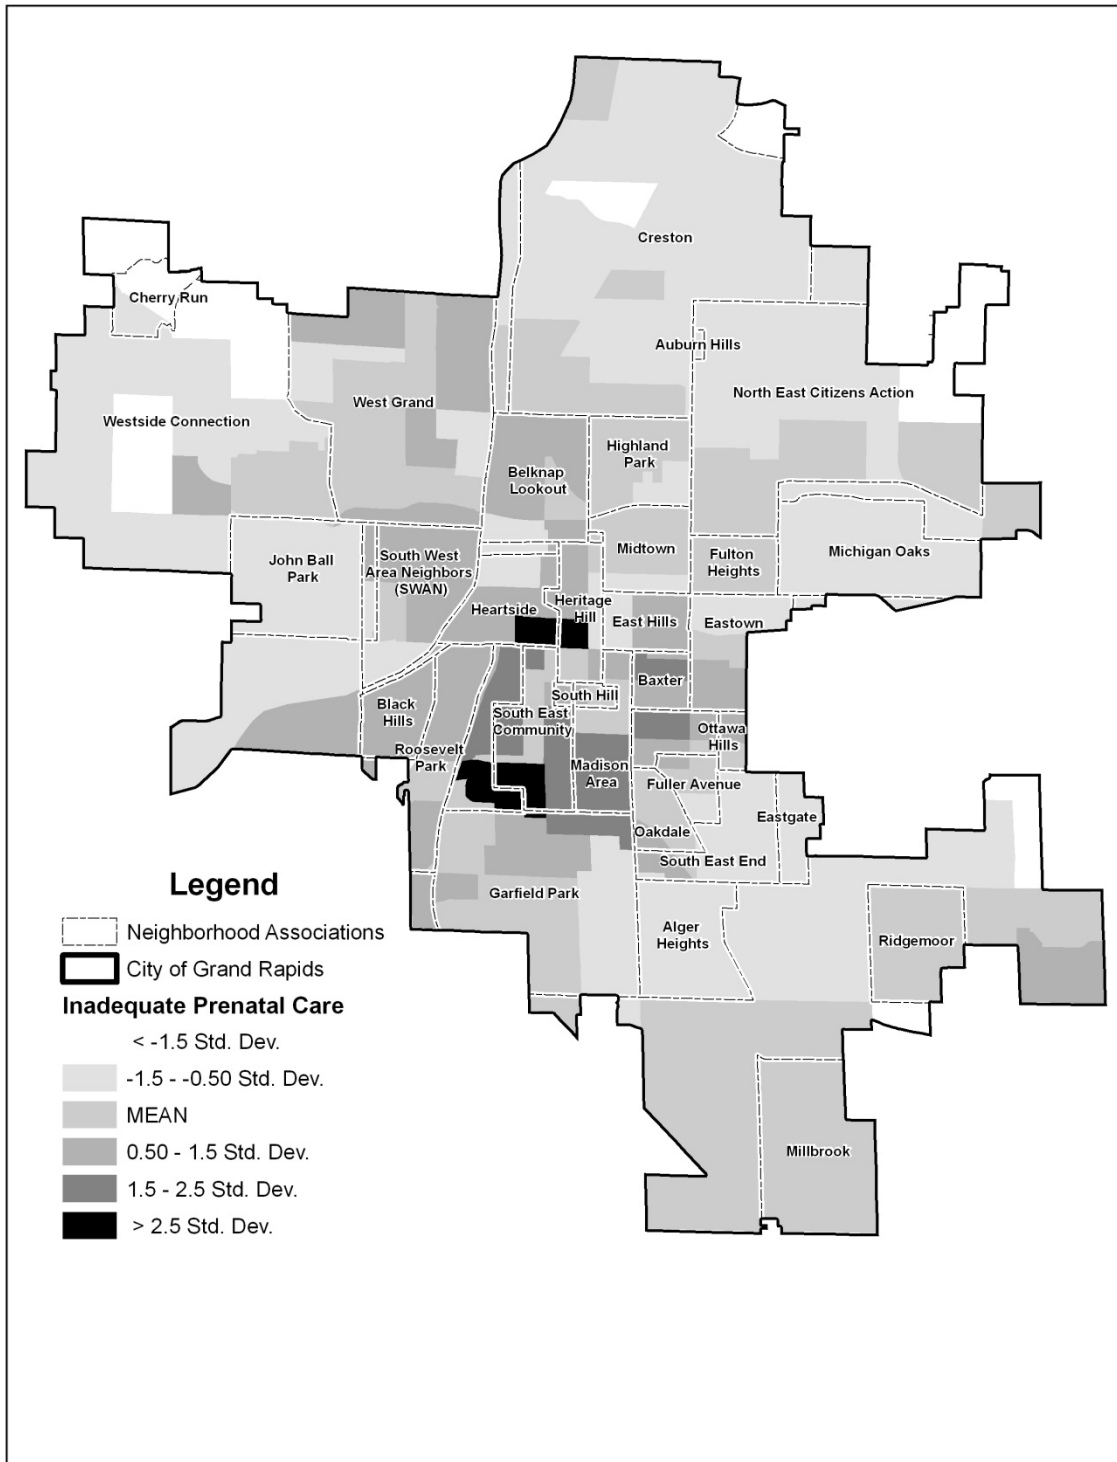 Creston
Cherry Run
Auburn Hills
North East Citizens Action
West Grand
Westside Connection
Highland
Park
Belknap
Lookout
Midtown
Fulton
Heights
Michigan Oaks
John Ball
Park
South West
Area Neighbors
(SWAN)
Heartside
Heritage
Hill
East Hills
Eastown
Baxter
South Hill
Black
Hills
South East
Community
Ottawa
Hills
Roosevelt
Park
Madison
Area
Fuller Avenue
Eastgate
Oakdale
South East End
Garfield Park
Alger
Heights
Ridgemoor
Millbrook
Legend
Neighborhood Associations
City of Grand Rapids
Inadequate Prenatal Care
< -1.5 Std. Dev.
-1.5 - -0.50 Std. Dev.
MEAN
0.50 - 1.5 Std. Dev.
1.5 - 2.5 Std. Dev.
> 2.5 Std. Dev.